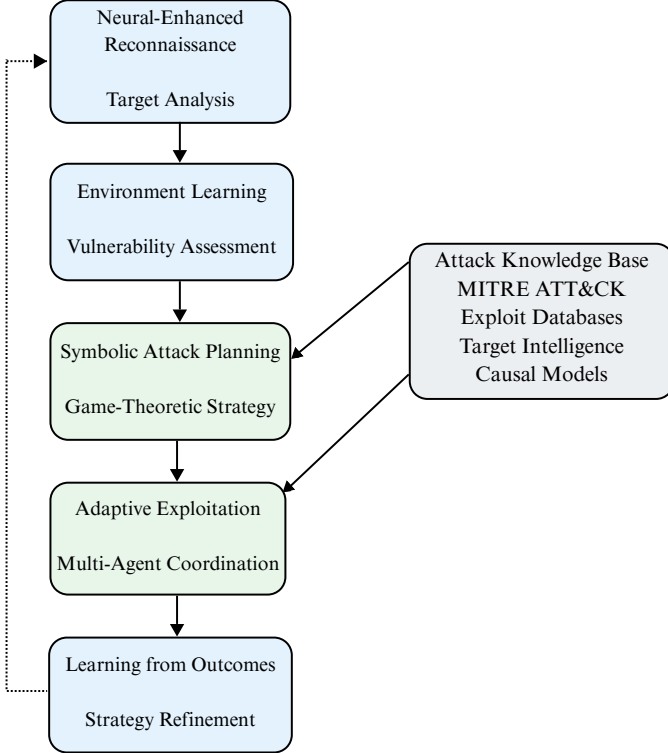 Neural-Enhanced
Reconnaissance
Target Analysis
Environment Learning
Vulnerability Assessment
Symbolic Attack Planning
Game-Theoretic Strategy
Adaptive Exploitation
Multi-Agent Coordination
Learning from Outcomes
Strategy Refinement
Attack Knowledge Base
MITRE ATT&CK
Exploit Databases
Target Intelligence
Causal Models